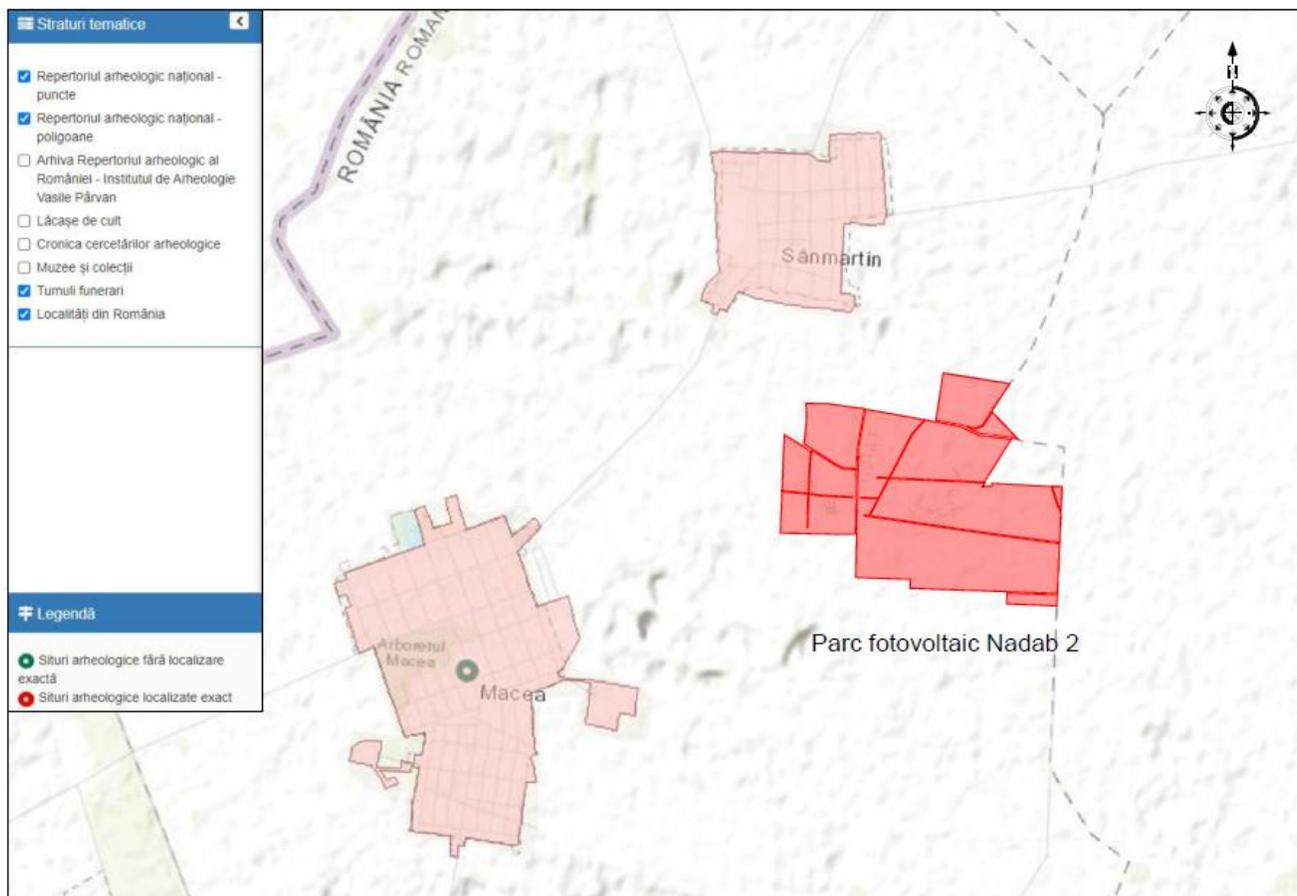 Straturi tematice
Repertoriul arheologic național -
puncte
Repertoriul arheologic național -
poligoane
Arhiva Repertoriul arheologic al
României - Institutul de Arheologie
Vasile Pârvan
Lăcașe de cult
Cronica cercetărilor arheologice
Muzee și colecții
Tumuli funerari
Localități din România
Legendă
Situri arheologice fără localizare
exactă
Situri arheologice localizate exact
ROMÂNIA ROMÂN
N
Sânmartin
Parc fotovoltaic Nadab 2
Arboretul
Macea
Macea